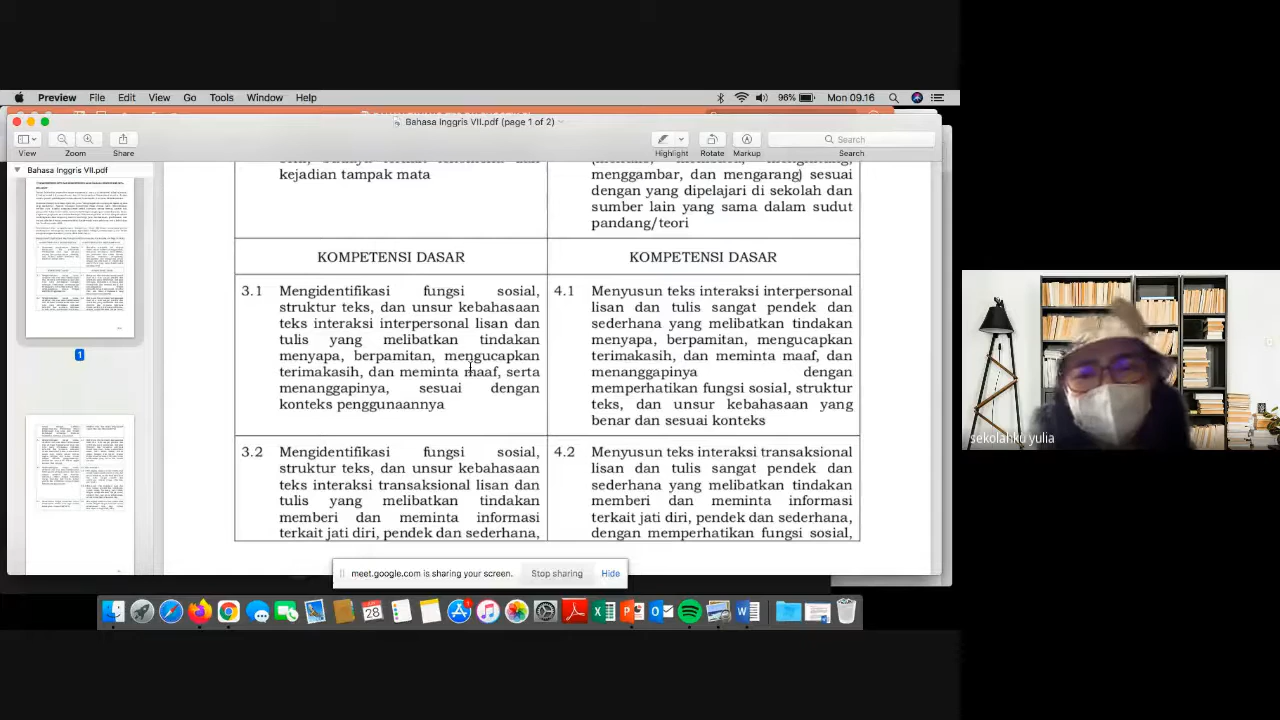 Preview File Edit View Go Tools Window Help
96% Mon 09.16
Bahasa Inggris VII.pdf (page 1 of 2)
View Zoom Share Highlight Rotate Markup Search
Search
Bahasa Inggris VII.pdf
1
kejadian tampak mata
menggambar, dan mengarang) sesuai
dengan yang dipelajari di sekolah dan
sumber lain yang sama dalam sudut
pandang/teori
KOMPETENSI DASAR
KOMPETENSI DASAR
3.1 Mengidentifikasi fungsi sosial,
struktur teks, dan unsur kebahasaan
teks interaksi interpersonal lisan dan
tulis yang melibatkan tindakan
menyapa, berpamitan, mengucapkan
terimakasih, dan meminta maaf, serta
menanggapinya, sesuai dengan
konteks penggunaannya
4.1 Menyusun teks interaksi interpersonal
lisan dan tulis sangat pendek dan
sederhana yang melibatkan tindakan
menyapa, berpamitan, mengucapkan
terimakasih, dan meminta maaf, dan
menanggapinya dengan
memperhatikan fungsi sosial, struktur
teks, dan unsur kebahasaan yang
benar dan sesuai konteks
3.2 Mengidentifikasi fungsi sosial,
struktur teks, dan unsur kebahasaan
teks interaksi transaksional lisan dan
tulis yang melibatkan tindakan
memberi dan meminta informasi
terkait jati diri, pendek dan sederhana,
4.2 Menyusun teks interaksi transaksional
lisan dan tulis sangat pendek dan
sederhana yang melibatkan tindakan
memberi dan meminta informasi
terkait jati diri, pendek dan sederhana,
dengan memperhatikan fungsi sosial,
meet.google.com is sharing your screen. Stop sharing Hide
28
sekolahku yulia